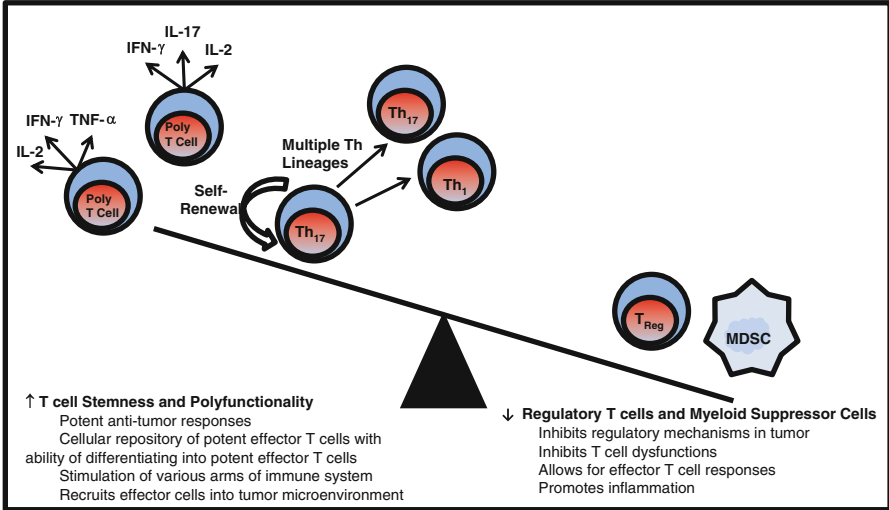 IL-17
IFN-γ
IL-2
IFN-γ TNF-α
IL-2
Poly
T Cell
Poly
T Cell
Multiple Th
Lineages
Self-
Renewal
Th17
Th17
Th1
TReg
MDSC
↑ T cell Stemness and Polyfunctionality
Potent anti-tumor responses
Cellular repository of potent effector T cells with
ability of differentiating into potent effector T cells
Stimulation of various arms of immune system
Recruits effector cells into tumor microenvironment
↓ Regulatory T cells and Myeloid Suppressor Cells
Inhibits regulatory mechanisms in tumor
Inhibits T cell dysfunctions
Allows for effector T cell responses
Promotes inflammation